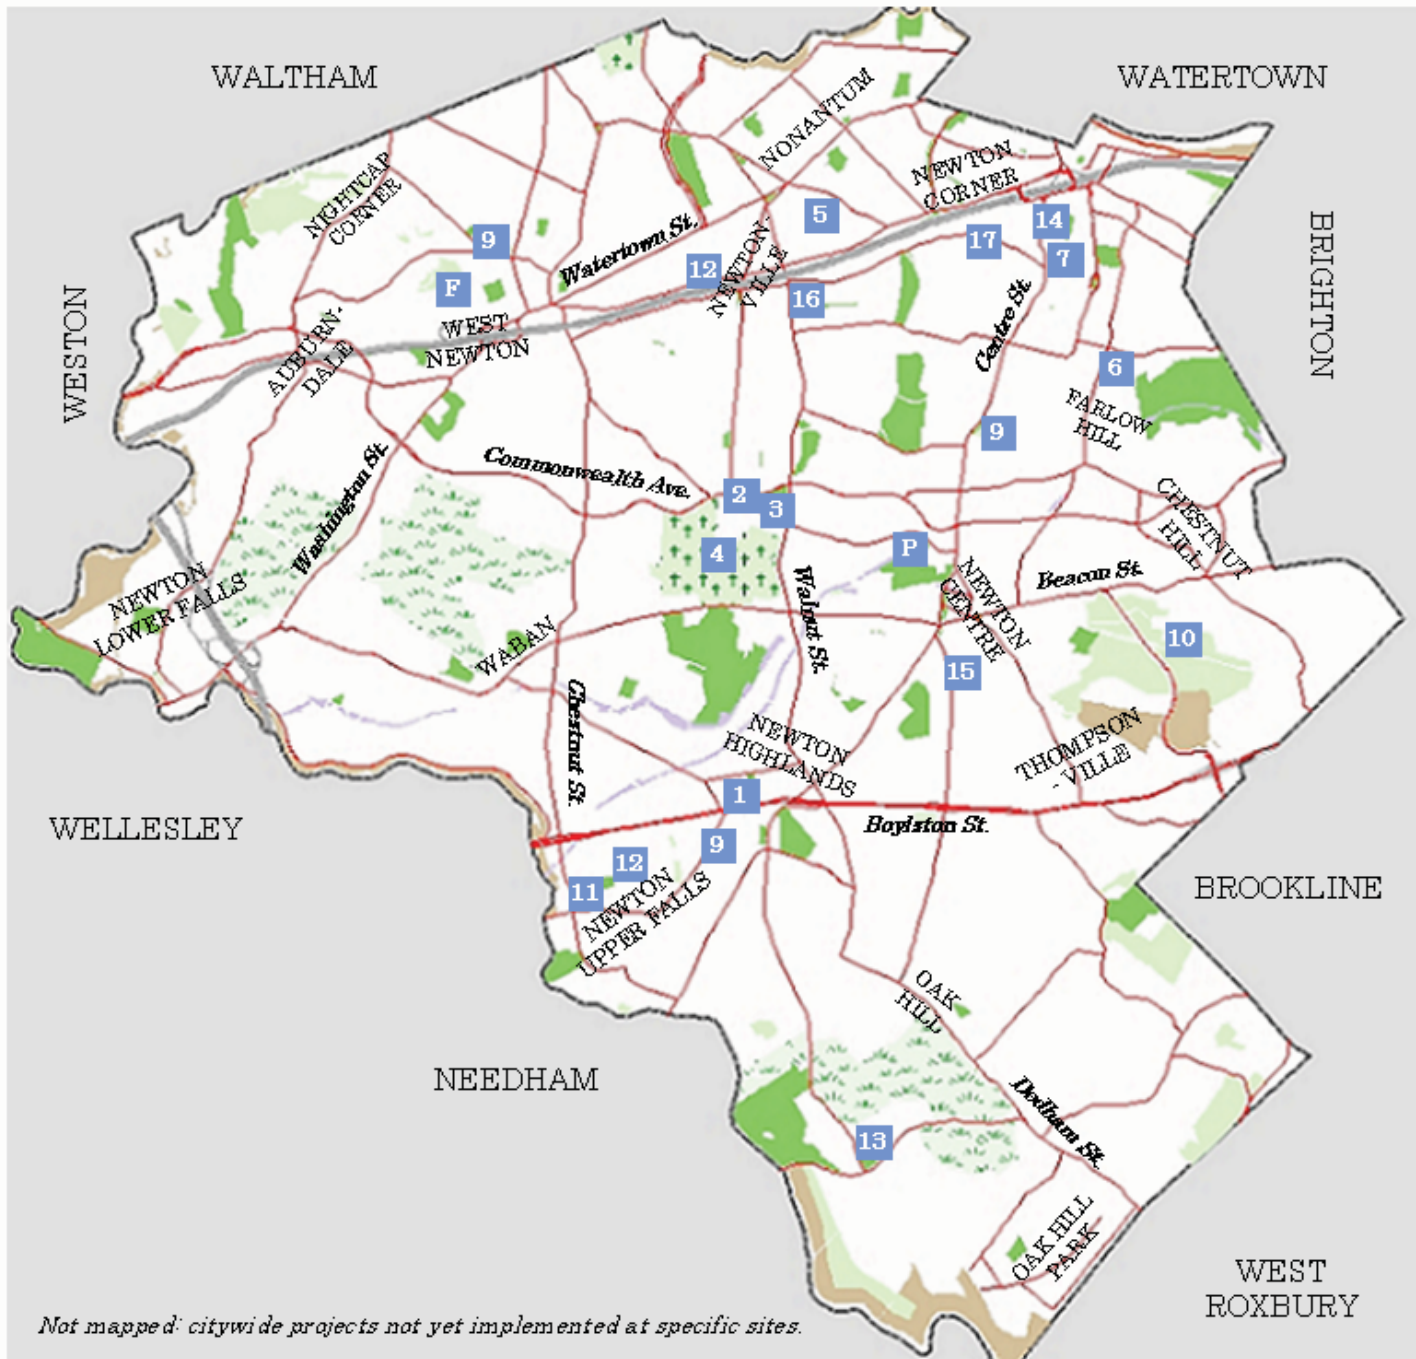 WALTHAM
WATERTOWN
NONANTUM
NIGHTCAP
CORNER
NEWTON
CORNER
5
14
9
Watertown St.
17
7
BRIGHTON
12
NEWTON-
VILLE
F
16
WESTON
WEST
NEWTON
AUBURN-
DALE
Centre St.
6
FARLOW
HILL
9
Washington St.
Commonwealth Ave.
2
3
CHESTNUT
HILL
4
P
Walnut St.
NEWTON
CENTRE
Beacon St.
NEWTON
LOWER FALLS
WABAN
10
15
Chestnut St.
NEWTON
HIGHLANDS
THOMPSON
-VILLE
1
WELLESLEY
Boylston St.
9
12
11
NEWTON
UPPER FALLS
BROOKLINE
OAK
HILL
NEEDHAM
Dedham St.
13
OAK HILL
PARK
WEST
ROXBURY
Not mapped: citywide projects not yet implemented at specific sites.